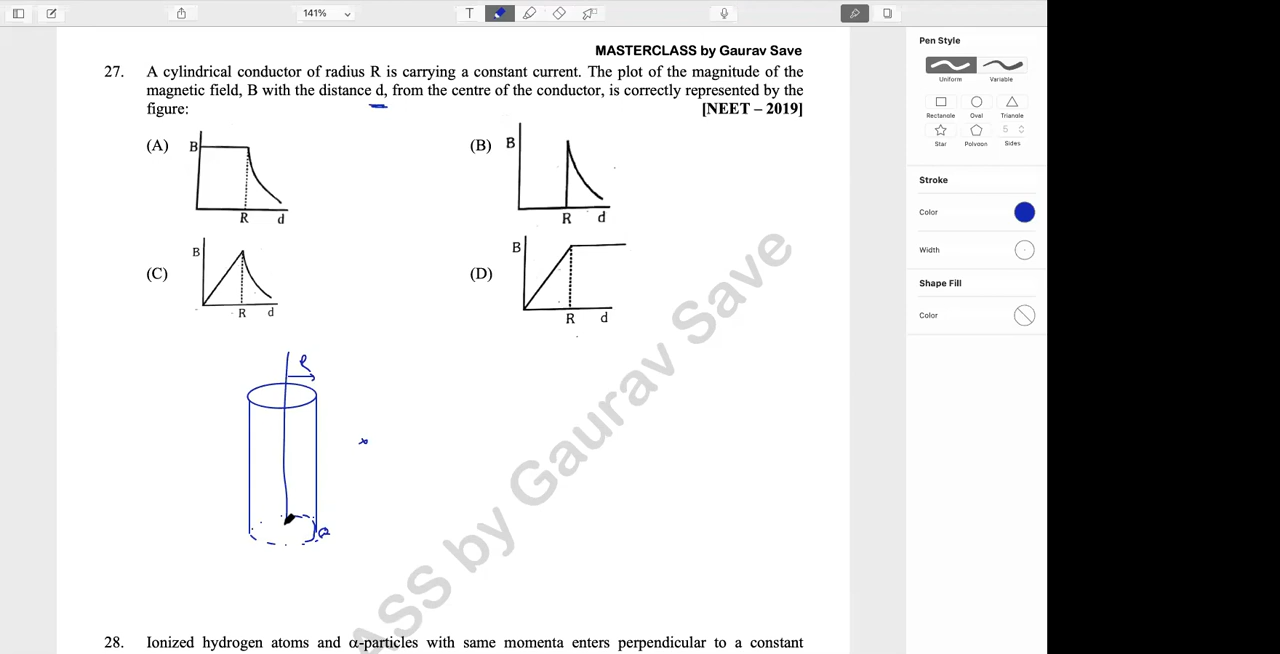 141%
T
MASTERCLASS by Gaurav Save
27. A cylindrical conductor of radius R is carrying a constant current. The plot of the magnitude of the
magnetic field, B with the distance d, from the centre of the conductor, is correctly represented by the
figure: [NEET – 2019]
(A) B R d
(B) B R d
(C) B R d
(D) B R d
R
ASS by Gaurav Save
28. Ionized hydrogen atoms and α-particles with same momenta enters perpendicular to a constant
Pen Style
Uniform Variable
Rectangle Oval Triangle
5
Star Polygon Sides
Stroke
Color
Width
Shape Fill
Color